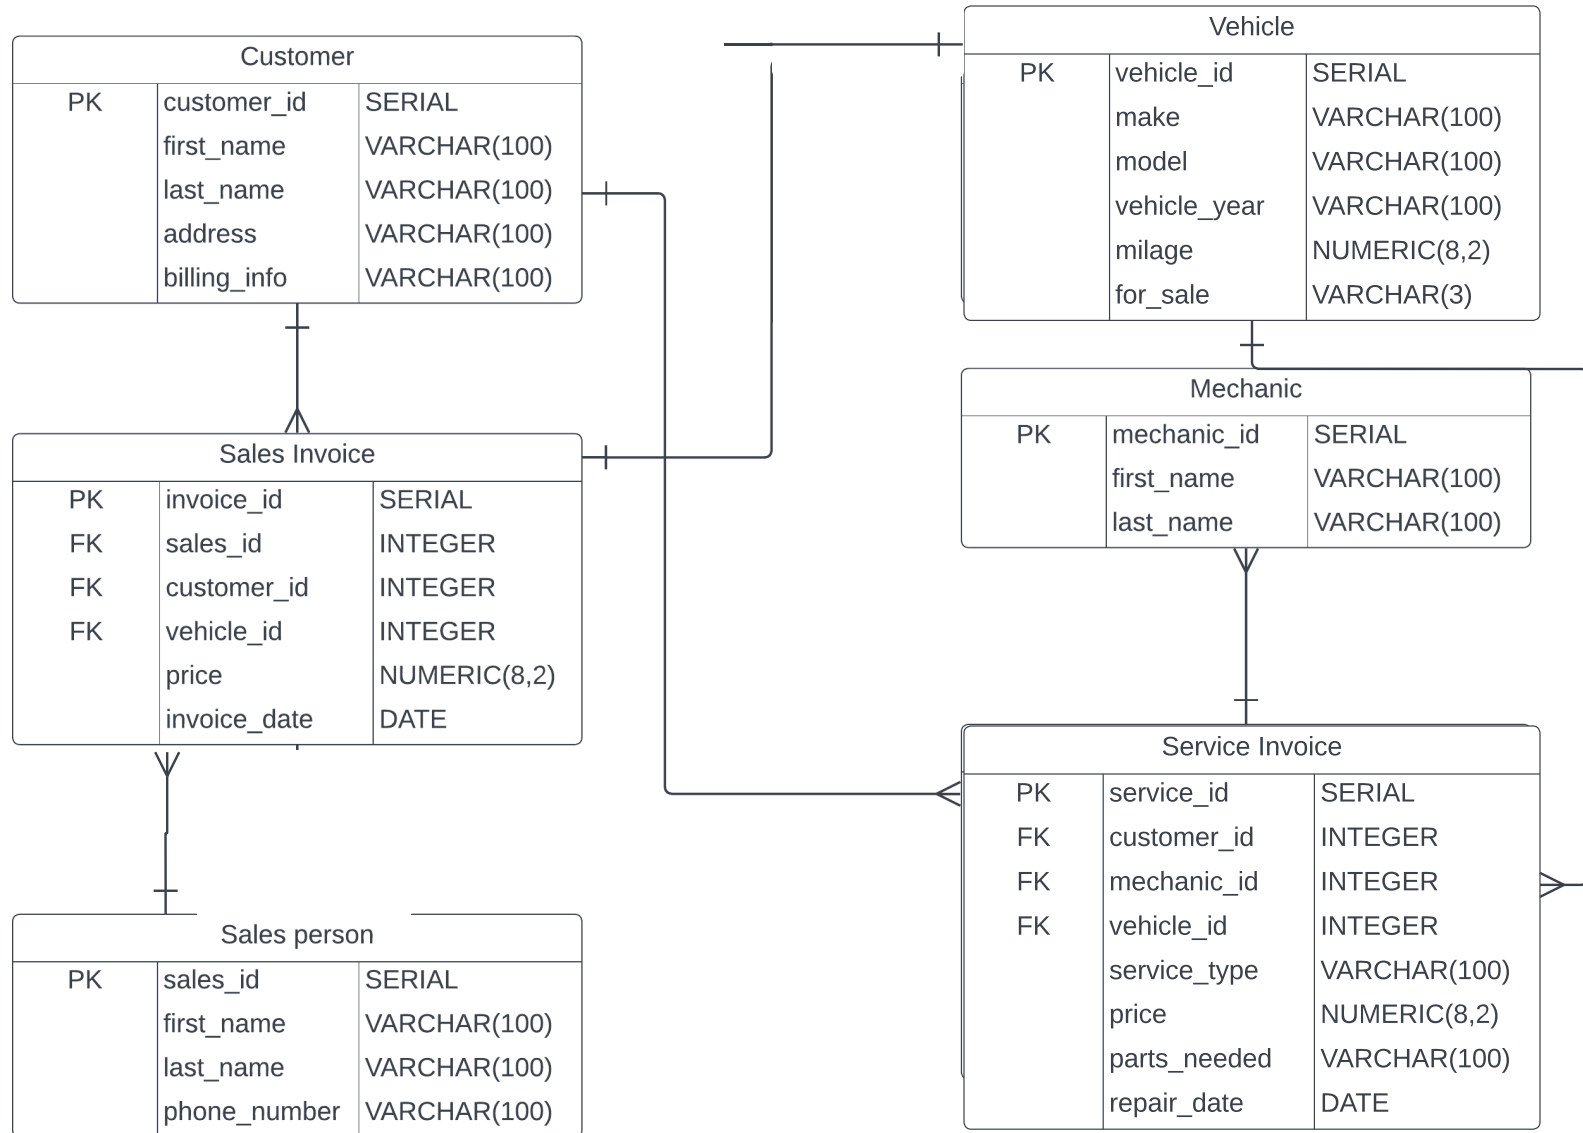 Customer
PK customer_id SERIAL
first_name VARCHAR(100)
last_name VARCHAR(100)
address VARCHAR(100)
billing_info VARCHAR(100)
Sales Invoice
PK invoice_id SERIAL
FK sales_id INTEGER
FK customer_id INTEGER
FK vehicle_id INTEGER
price NUMERIC(8,2)
invoice_date DATE
Sales person
PK sales_id SERIAL
first_name VARCHAR(100)
last_name VARCHAR(100)
phone_number VARCHAR(100)
Vehicle
PK vehicle_id SERIAL
make VARCHAR(100)
model VARCHAR(100)
vehicle_year VARCHAR(100)
milage NUMERIC(8,2)
for_sale VARCHAR(3)
Mechanic
PK mechanic_id SERIAL
first_name VARCHAR(100)
last_name VARCHAR(100)
Service Invoice
PK service_id SERIAL
FK customer_id INTEGER
FK mechanic_id INTEGER
FK vehicle_id INTEGER
service_type VARCHAR(100)
price NUMERIC(8,2)
parts_needed VARCHAR(100)
repair_date DATE